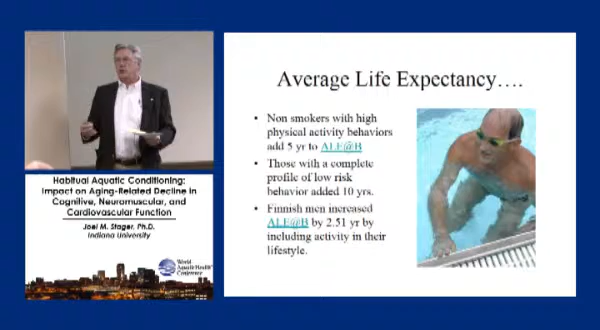 Habitual Aquatic Conditioning:
Impact on Aging-Related Decline in
Cognitive, Neuromuscular, and
Cardiovascular Function
Joel M. Stager, Ph.D.
Indiana University
World
Aquatic Health
Conference
Average Life Expectancy….
• Non smokers with high
physical activity behaviors
add 5 yr to ALE@B
• Those with a complete
profile of low risk
behavior added 10 yrs.
• Finnish men increased
ALE@B by 2.51 yr by
including activity in their
lifestyle.